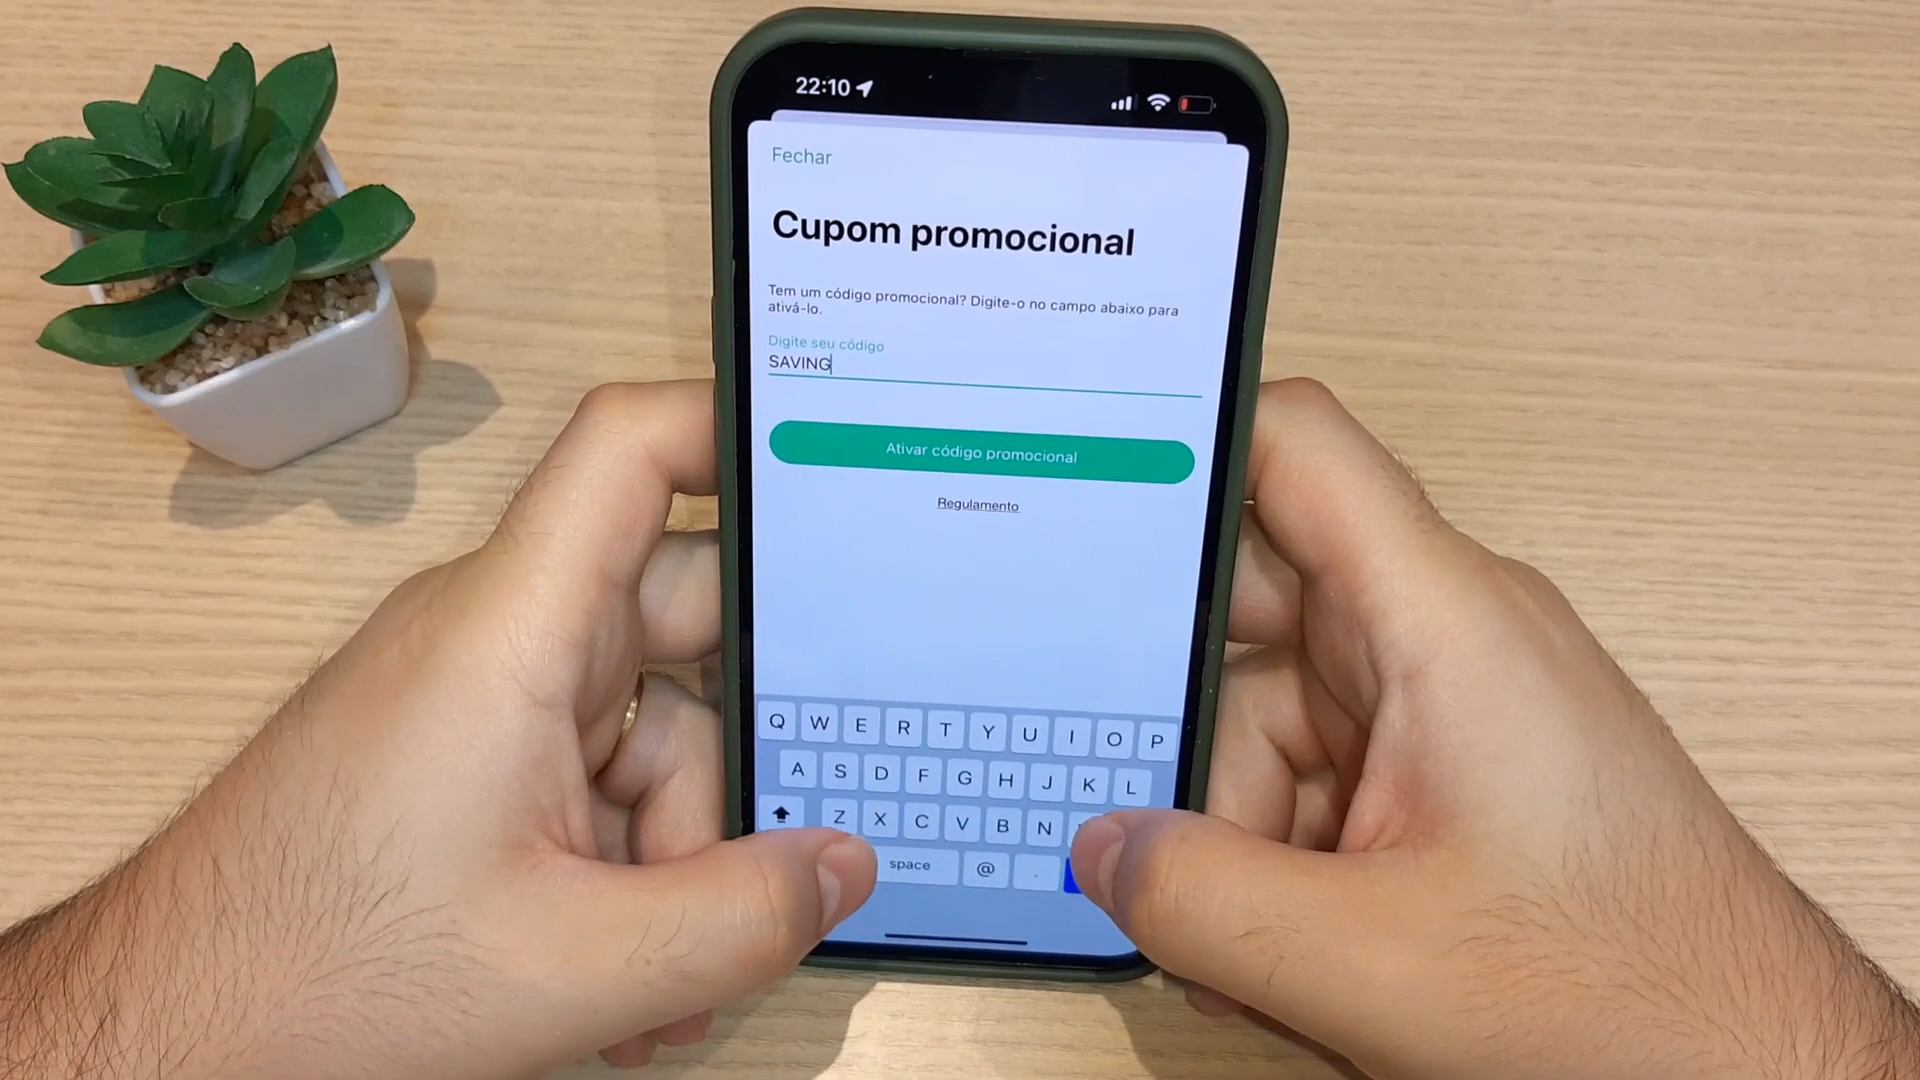 22:10
Fechar
Cupom promocional
Tem um código promocional? Digite-o no campo abaixo para
ativá-lo.
Digite seu código
SAVING
Ativar código promocional
Regulamento
Q W E R T Y U I O P
A S D F G H J K L
Z X C V B N
space @ .